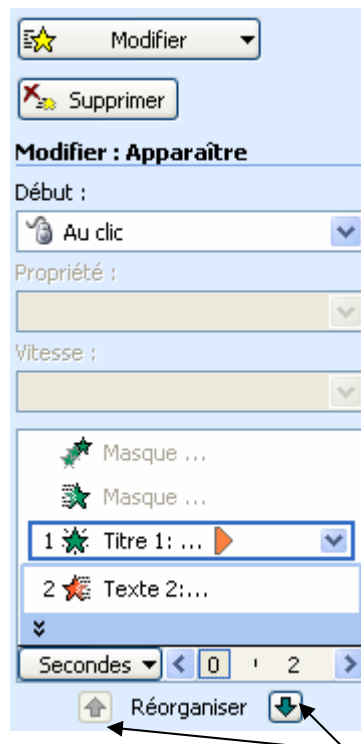 Modifier
Supprimer
Modifier : Apparaître
Début :
Au clic
Propriété :
Vitesse :
Masque ...
Masque ...
1 Titre 1: ...
2 Texte 2:...
Secondes 0 2
Réorganiser